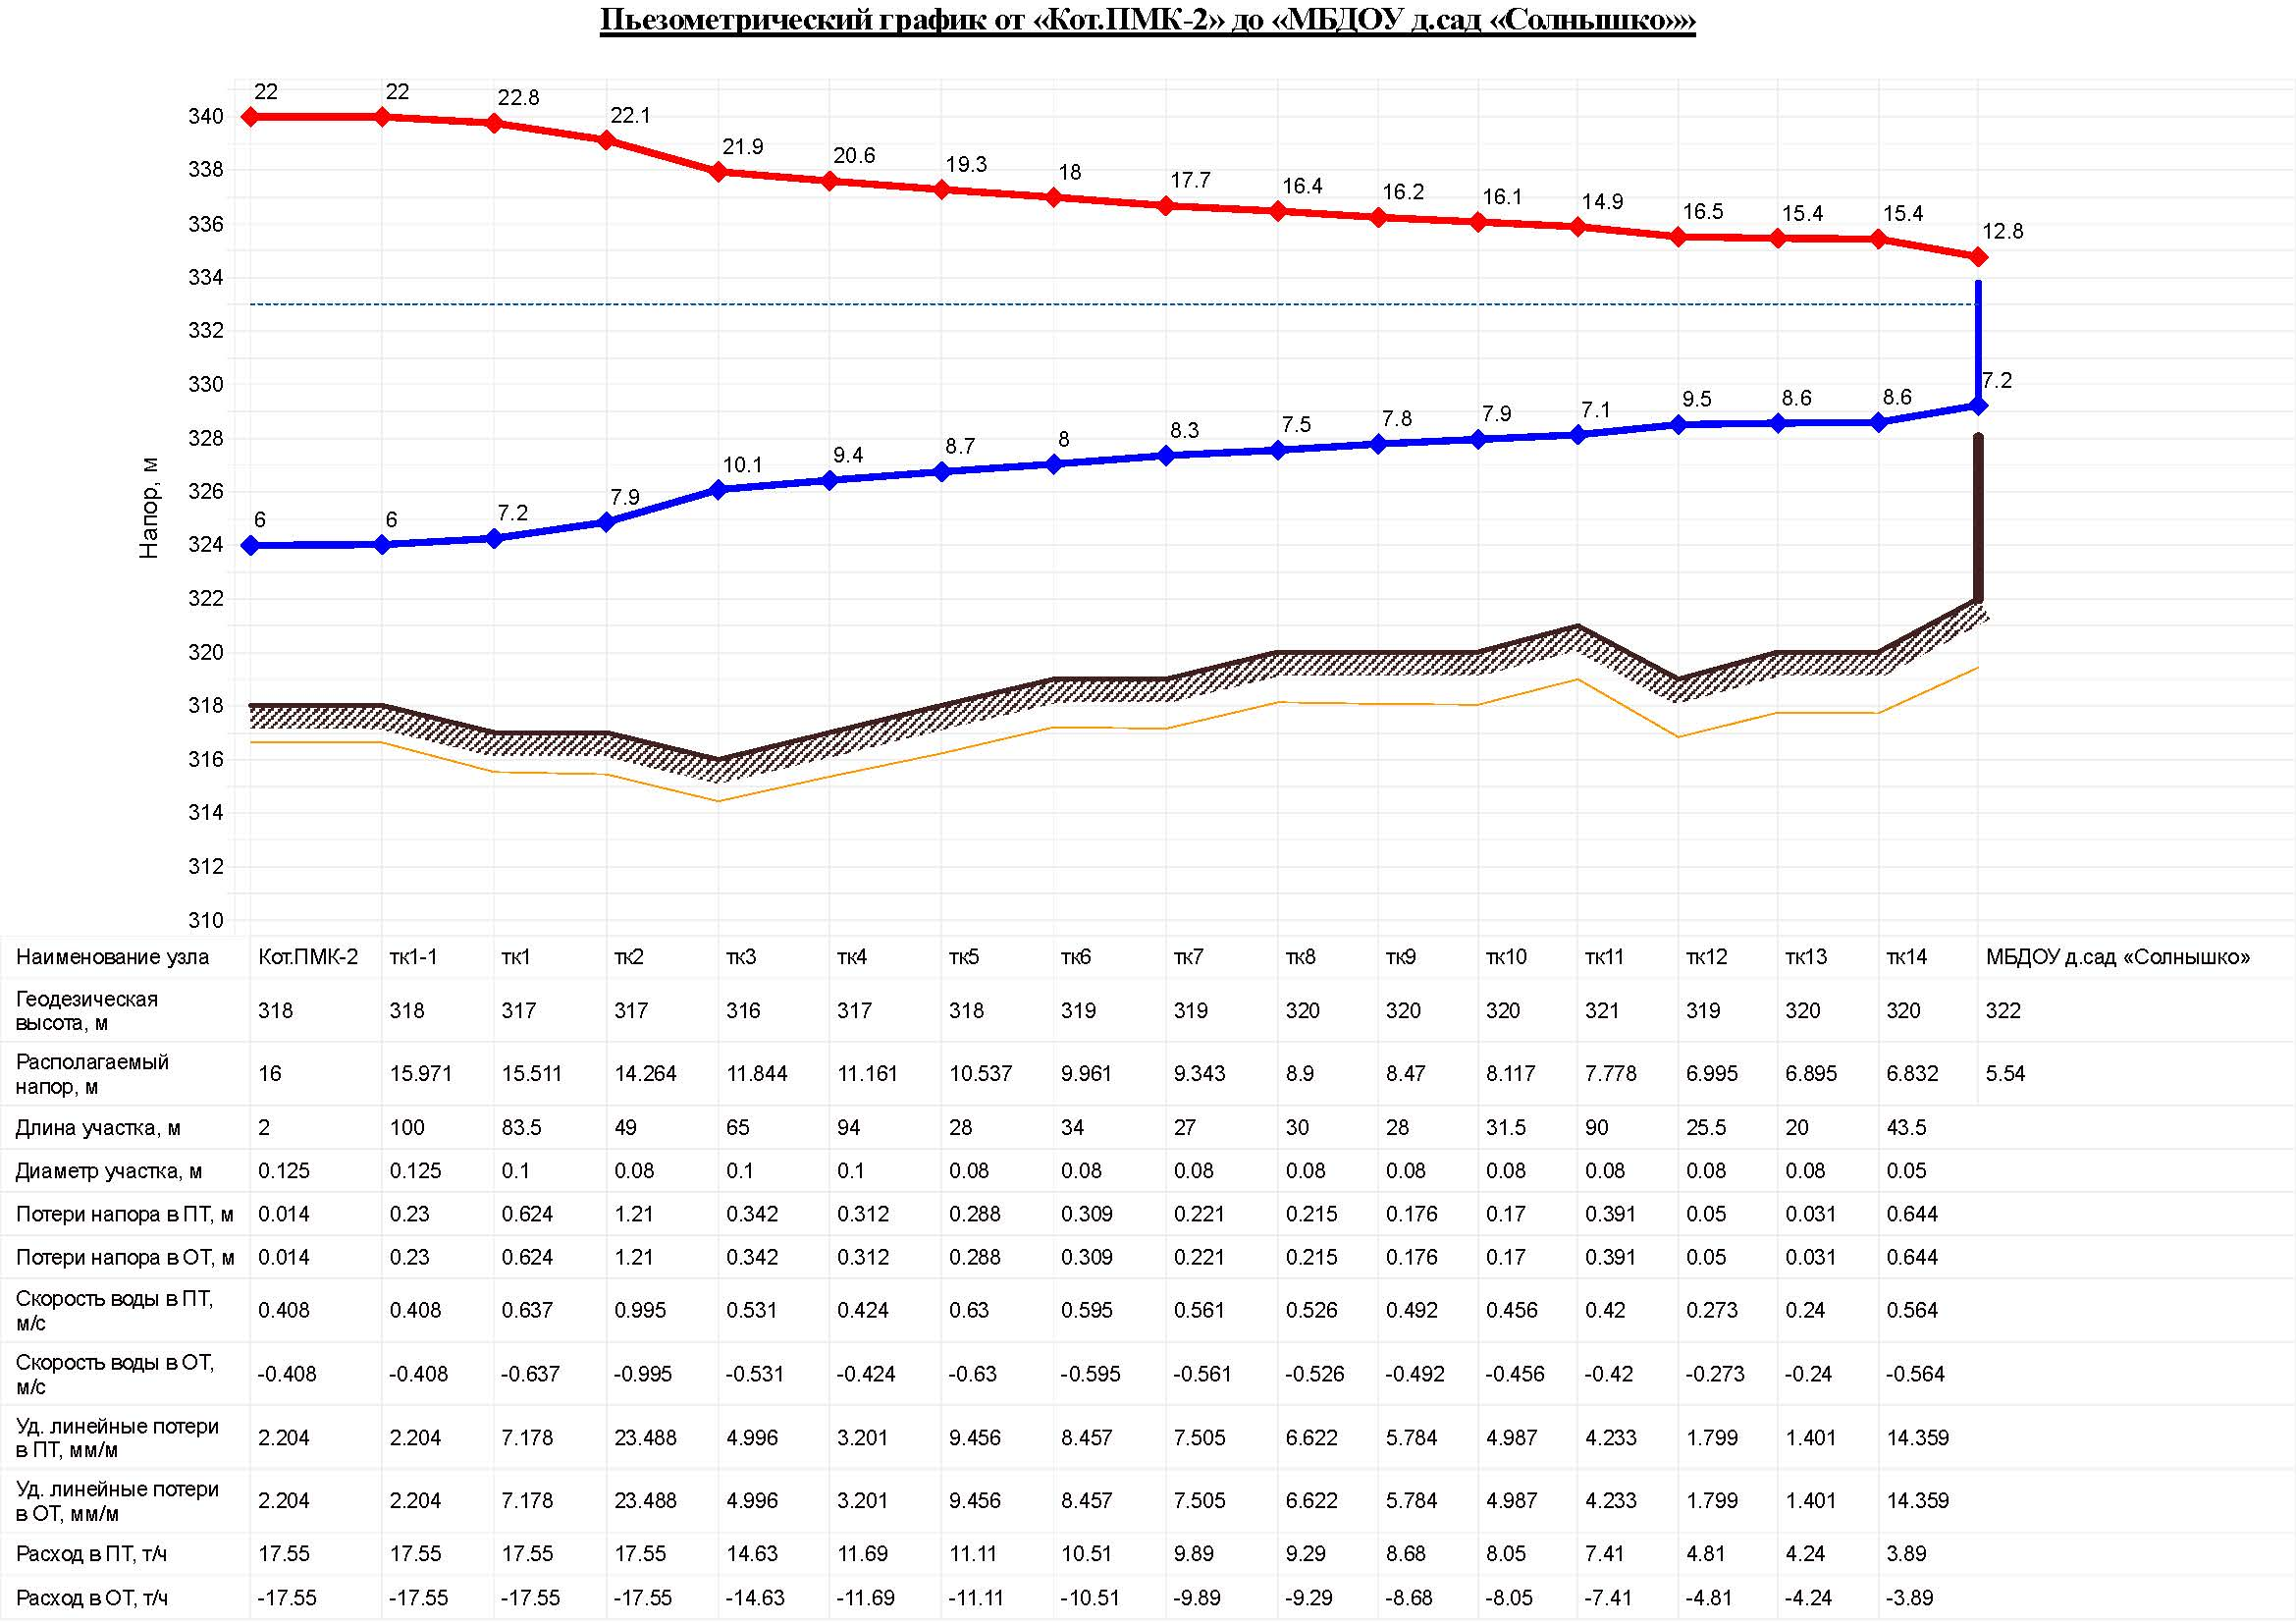 Пьезометрический график от «Кот.ПМК-2» до «МБДОУ д.сад «Солнышко»»
22 22 22.8 22.1 21.9 20.6 19.3 18 17.7 16.4 16.2 16.1 14.9 16.5 15.4 15.4 12.8
6 6 7.2 7.9 10.1 9.4 8.7 8 8.3 7.5 7.8 7.9 7.1 9.5 8.6 8.6 7.2
Напор, м
340
338
336
334
332
330
328
326
324
322
320
318
316
314
312
310
Наименование узла Кот.ПМК-2 тк1-1 тк1 тк2 тк3 тк4 тк5 тк6 тк7 тк8 тк9 тк10 тк11 тк12 тк13 тк14 МБДОУ д.сад «Солнышко»
Геодезическая
высота, м 318 318 317 317 316 317 318 319 319 320 320 320 321 319 320 320 322
Располагаемый
напор, м 16 15.971 15.511 14.264 11.844 11.161 10.537 9.961 9.343 8.9 8.47 8.117 7.778 6.995 6.895 6.832 5.54
Длина участка, м 2 100 83.5 49 65 94 28 34 27 30 28 31.5 90 25.5 20 43.5
Диаметр участка, м 0.125 0.125 0.1 0.08 0.1 0.1 0.08 0.08 0.08 0.08 0.08 0.08 0.08 0.08 0.08 0.05
Потери напора в ПТ, м 0.014 0.23 0.624 1.21 0.342 0.312 0.288 0.309 0.221 0.215 0.176 0.17 0.391 0.05 0.031 0.644
Потери напора в ОТ, м 0.014 0.23 0.624 1.21 0.342 0.312 0.288 0.309 0.221 0.215 0.176 0.17 0.391 0.05 0.031 0.644
Скорость воды в ПТ,
м/с 0.408 0.408 0.637 0.995 0.531 0.424 0.63 0.595 0.561 0.526 0.492 0.456 0.42 0.273 0.24 0.564
Скорость воды в ОТ,
м/с -0.408 -0.408 -0.637 -0.995 -0.531 -0.424 -0.63 -0.595 -0.561 -0.526 -0.492 -0.456 -0.42 -0.273 -0.24 -0.564
Уд. линейные потери
в ПТ, мм/м 2.204 2.204 7.178 23.488 4.996 3.201 9.456 8.457 7.505 6.622 5.784 4.987 4.233 1.799 1.401 14.359
Уд. линейные потери
в ОТ, мм/м 2.204 2.204 7.178 23.488 4.996 3.201 9.456 8.457 7.505 6.622 5.784 4.987 4.233 1.799 1.401 14.359
Расход в ПТ, т/ч 17.55 17.55 17.55 17.55 14.63 11.69 11.11 10.51 9.89 9.29 8.68 8.05 7.41 4.81 4.24 3.89
Расход в ОТ, т/ч -17.55 -17.55 -17.55 -17.55 -14.63 -11.69 -11.11 -10.51 -9.89 -9.29 -8.68 -8.05 -7.41 -4.81 -4.24 -3.89